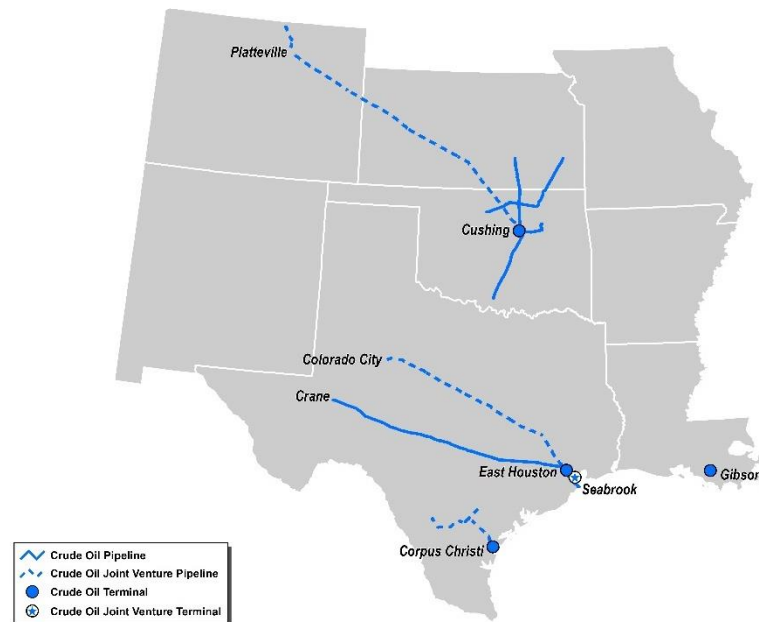 Platteville
Cushing
Colorado City
Crane
East Houston
Gibson
Seabrook
Corpus Christi
Crude Oil Pipeline
Crude Oil Joint Venture Pipeline
Crude Oil Terminal
Crude Oil Joint Venture Terminal